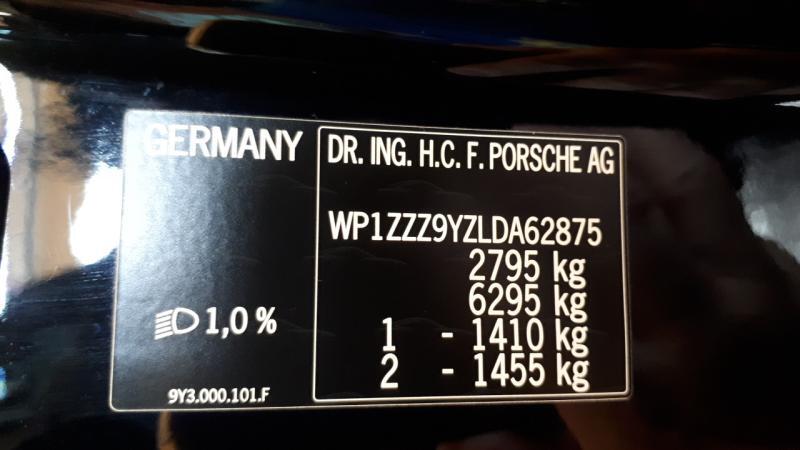 GERMANY
DR. ING. H.C. F. PORSCHE AG
WP1ZZZ9YZLDA62875
2795 kg
6295 kg
1 - 1410 kg
2 - 1455 kg
1,0 %
9Y3.000.101.F